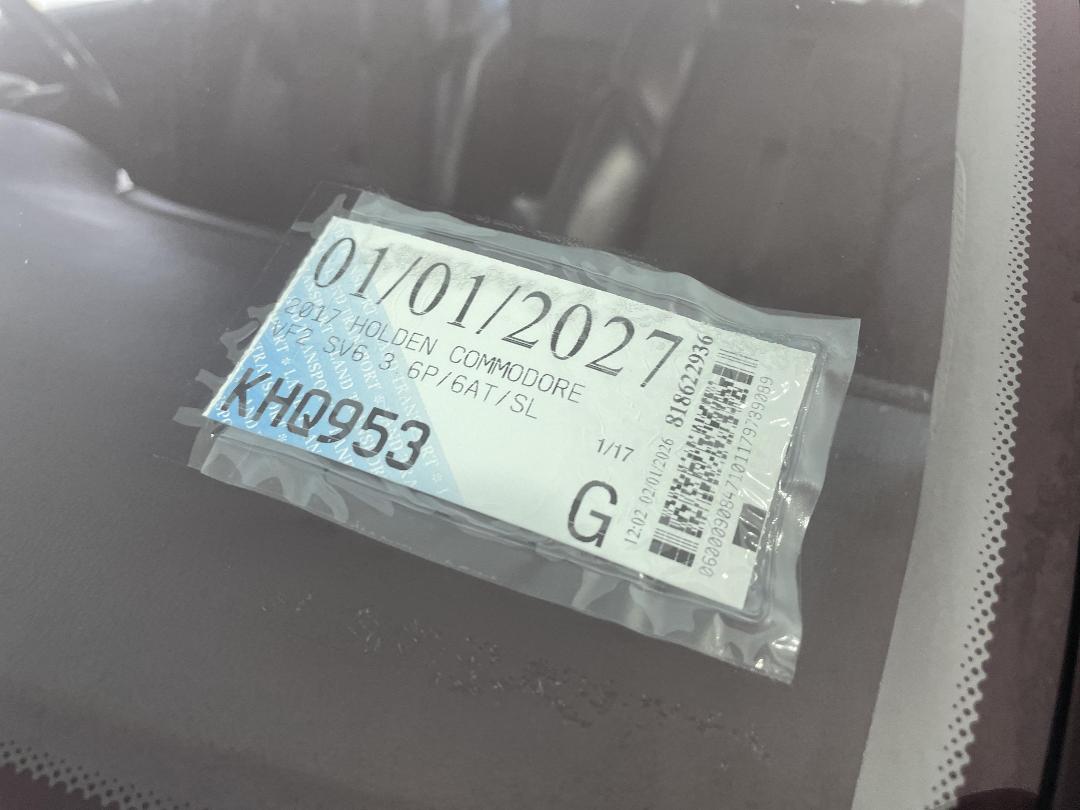 01/01/2027
2017 HOLDEN COMMODORE
VF2 SV6 3.6P/6AT/SL
KHQ953
1/17
G
12:02 02/01/2026 818622936